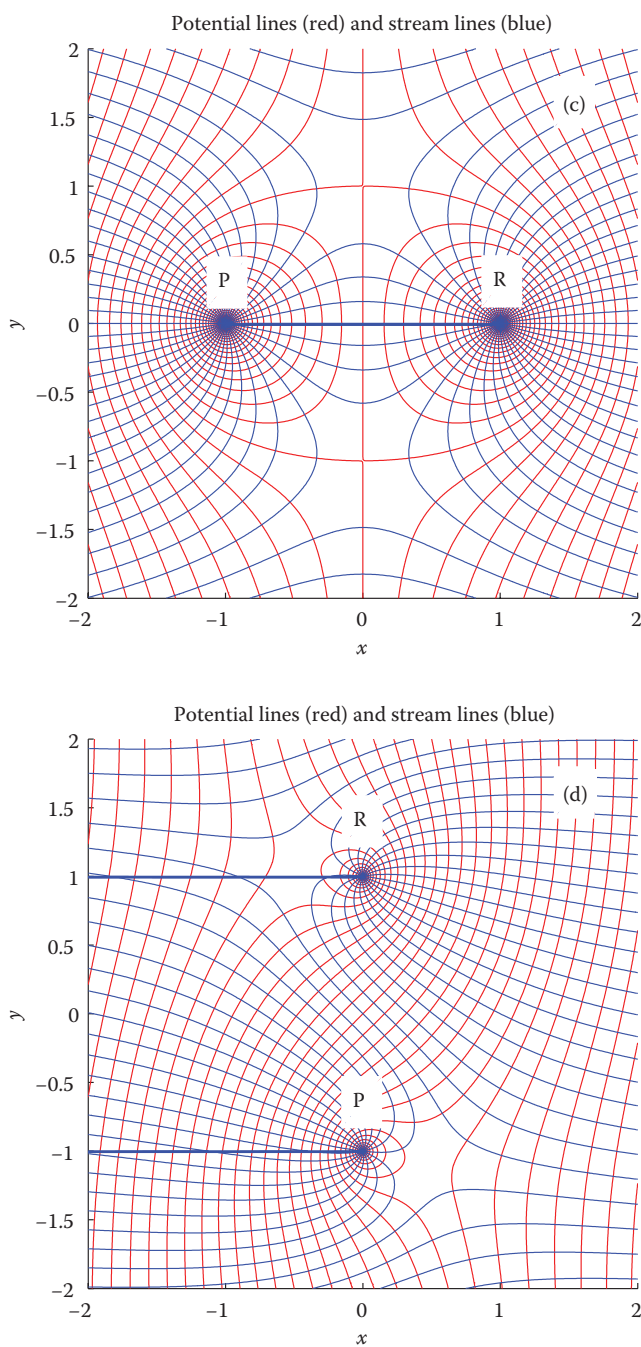 Potential lines (red) and stream lines (blue)
2
(c)
1.5
1
0.5
P
R
y
0
−0.5
−1
−1.5
−2
−2 −1 0 1 2
x
Potential lines (red) and stream lines (blue)
2
(d)
1.5
R
1
0.5
y
0
−0.5
P
−1
−1.5
−2
−2 −1 0 1 2
x